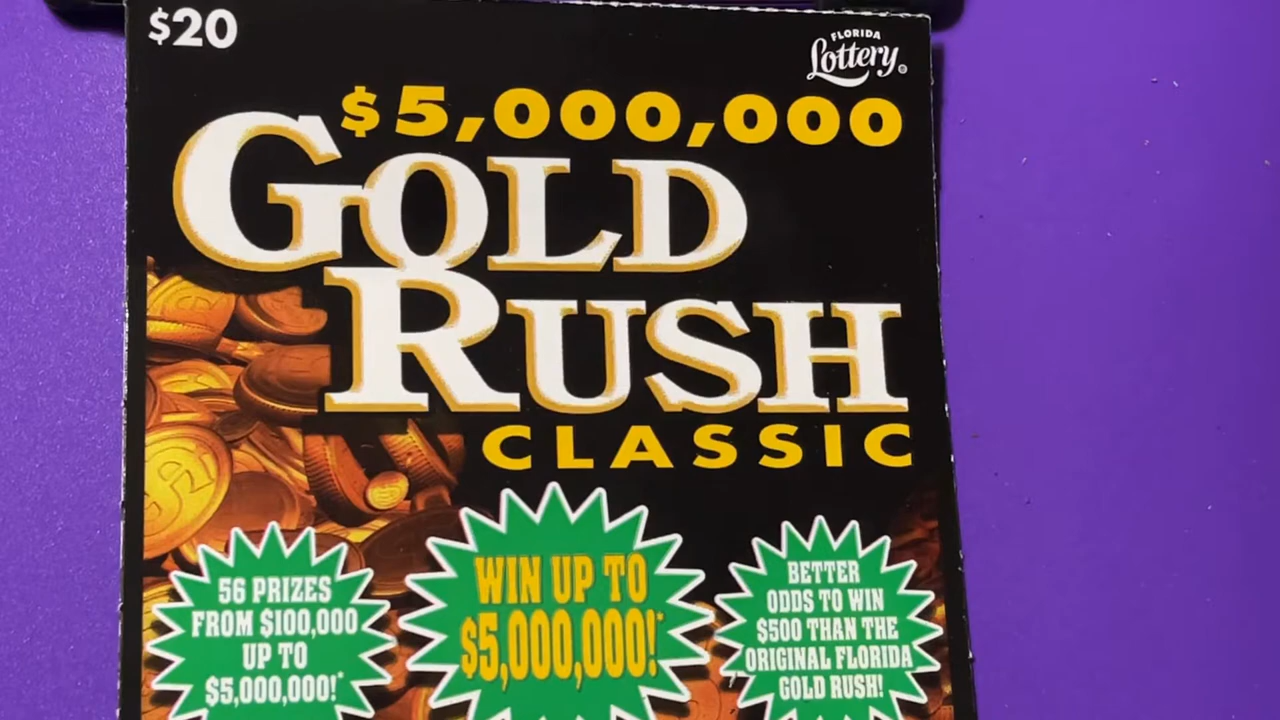 $20
FLORIDA
Lottery®
$5,000,000
GOLD
RUSH
CLASSIC
56 PRIZES
FROM $100,000
UP TO
$5,000,000!*
WIN UP TO
$5,000,000!*
BETTER
ODDS TO WIN
$500 THAN THE
ORIGINAL FLORIDA
GOLD RUSH!